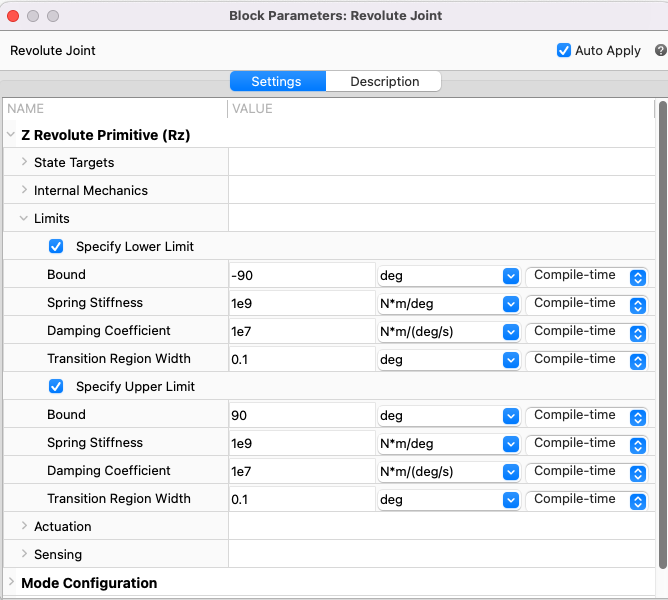 Block Parameters: Revolute Joint
Revolute Joint
Auto Apply ?
Settings Description
NAME VALUE
Z Revolute Primitive (Rz)
State Targets
Internal Mechanics
Limits
Specify Lower Limit
Bound -90 deg Compile-time
Spring Stiffness 1e9 N*m/deg Compile-time
Damping Coefficient 1e7 N*m/(deg/s) Compile-time
Transition Region Width 0.1 deg Compile-time
Specify Upper Limit
Bound 90 deg Compile-time
Spring Stiffness 1e9 N*m/deg Compile-time
Damping Coefficient 1e7 N*m/(deg/s) Compile-time
Transition Region Width 0.1 deg Compile-time
Actuation
Sensing
Mode Configuration